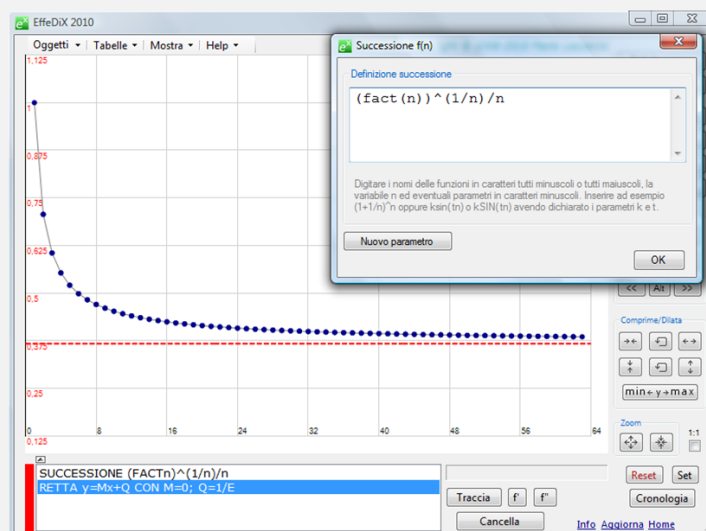 EffeDiX 2010
Oggetti Tabelle Mostra Help
Successione f(n)
Definizione successione
(fact(n))^(1/n)/n
Digitare i nomi delle funzioni in caratteri tutti minuscoli o tutti maiuscoli, la
variabile n ed eventuali parametri in caratteri minuscoli. Inserire ad esempio
(1+1/n)^n oppure ksin(tn) o kSIN(tn) avendo dichiarato i parametri k e t.
Nuovo parametro
OK
1,125
1
0,875
0,75
0,625
0,5
0,375
0,25
0,125
0 8 16 24 32 40 48 56 64
<< Alt >>
Comprime/Dilata
min←y→max
Zoom
1:1
SUCCESSIONE (FACTn)^(1/n)/n
RETTA y=Mx+Q CON M=0; Q=1/E
Traccia f' f''
Cancella
Reset Set
Cronologia
Info Aggiorna Home